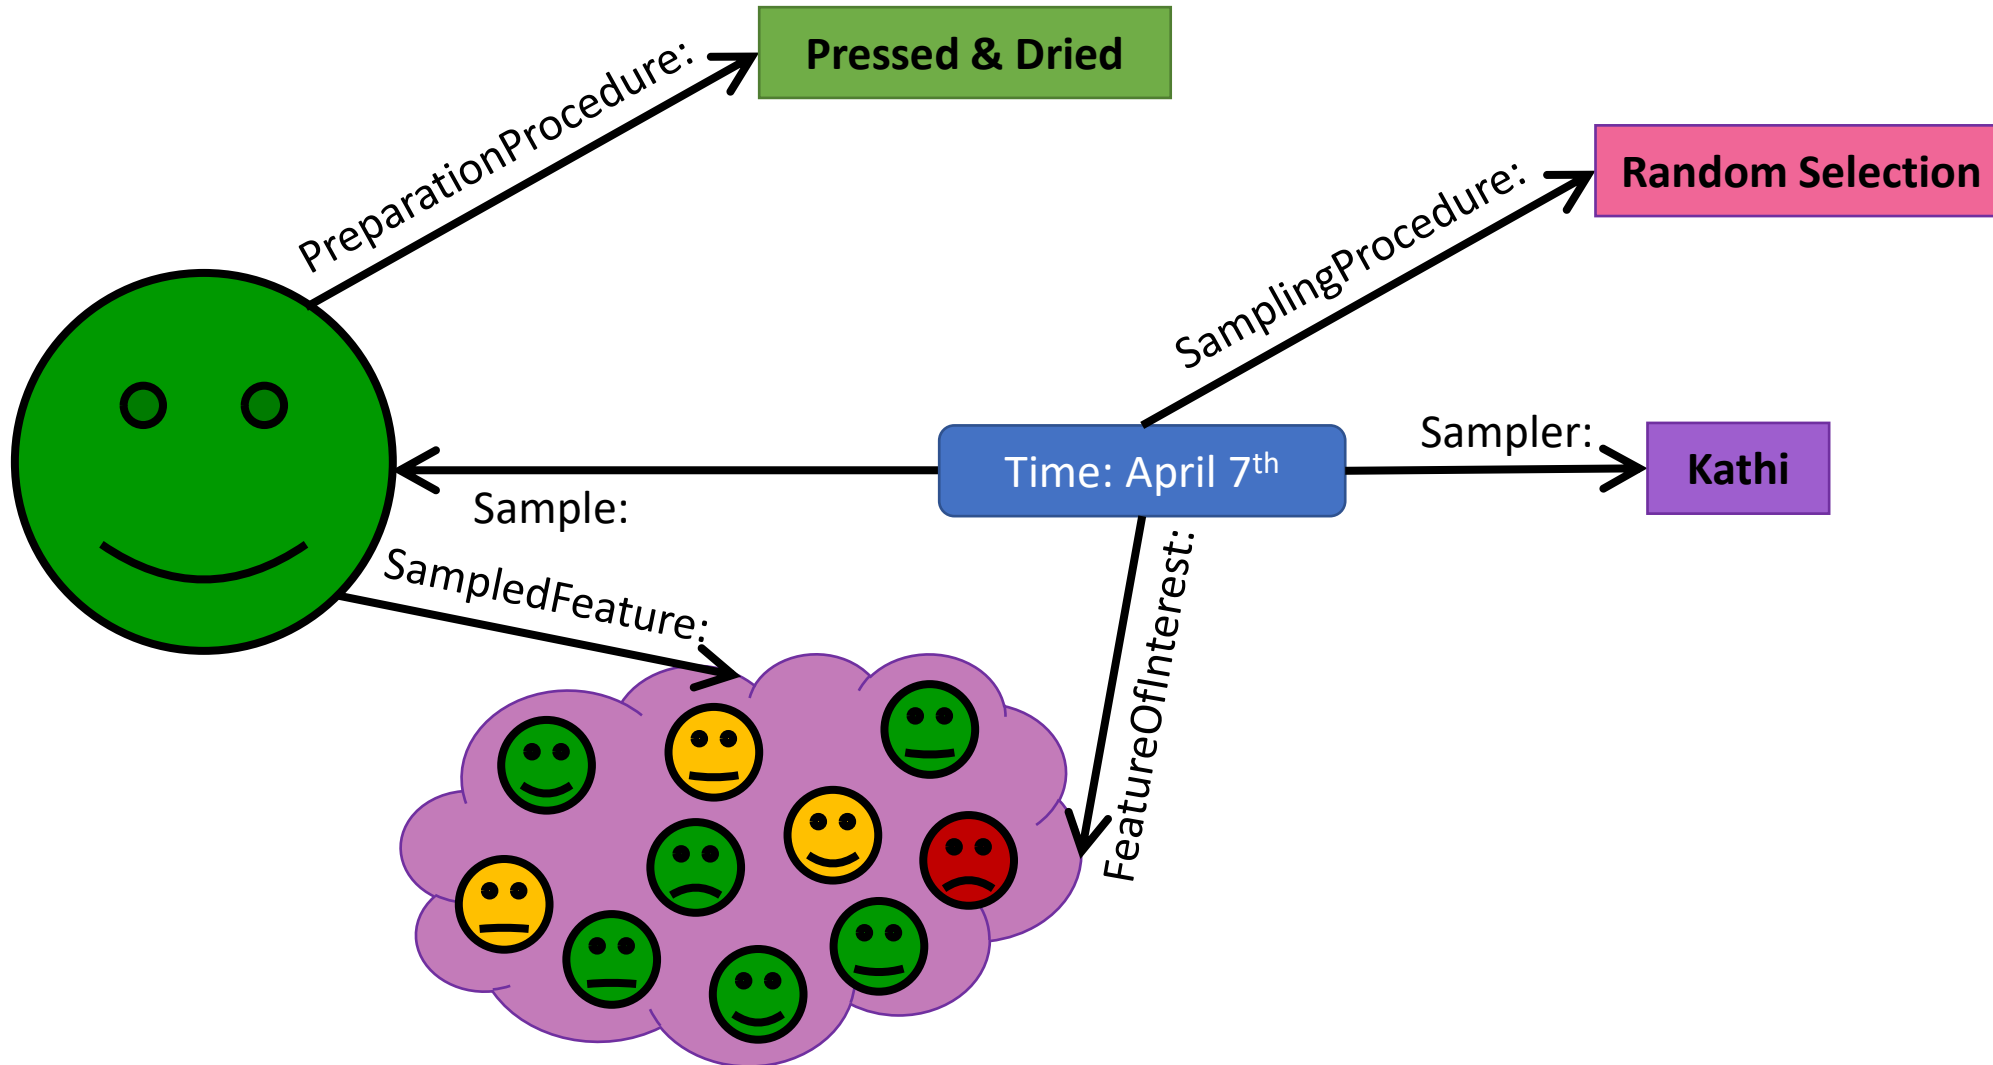 Pressed & Dried
PreparationProcedure:
Random Selection
SamplingProcedure:
Sampler:
Kathi
Time: April 7th
Sample:
SampledFeature:
FeatureOfInterest: